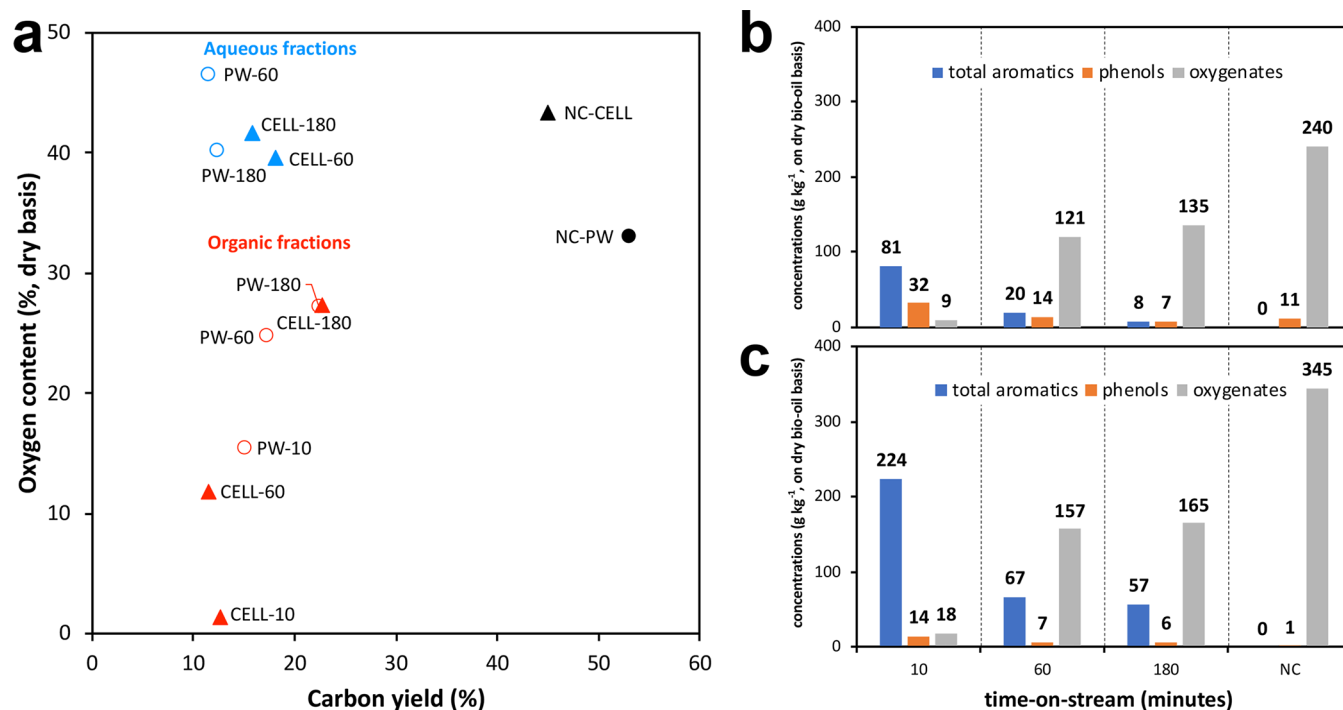 a
50
40
30
20
10
0
Oxygen content (%, dry basis)
Aqueous fractions
PW-60
CELL-180
NC-CELL
CELL-60
PW-180
NC-PW
Organic fractions
PW-180
CELL-180
PW-60
PW-10
CELL-60
CELL-10
0 10 20 30 40 50 60
Carbon yield (%)
b
400
300
200
100
0
concentrations (g kg⁻¹, on dry bio-oil basis)
total aromatics phenols oxygenates
81 32 9
20 14 121
8 7 135
0 11 240
c
400
300
200
100
0
concentrations (g kg⁻¹, on dry bio-oil basis)
total aromatics phenols oxygenates
224 14 18
67 7 157
57 6 165
0 1 345
10 60 180 NC
time-on-stream (minutes)